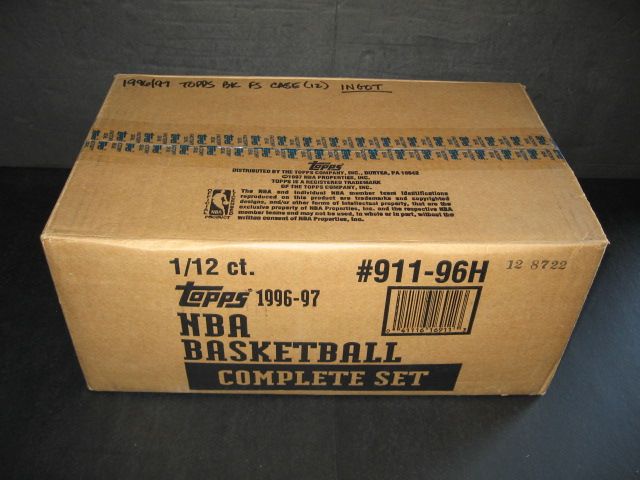 1996/97 TOPPS BK FS CASE (12) INGOT
Topps
DISTRIBUTED BY THE TOPPS COMPANY, INC., DURYEA, PA 18642
©1997 NBA PROPERTIES, INC.
TOPPS IS A REGISTERED TRADEMARK
OF THE TOPPS COMPANY, INC.
The NBA and individual NBA member team identifications
reproduced on this product are trademarks and copyrighted
designs, and/or other forms of intellectual property, that are the
exclusive property of NBA Properties, Inc. and the respective NBA
member teams and may not be used, in whole or in part, without the
written consent of NBA Properties, Inc.
OFFICIAL
NBA
PRODUCT
1/12 ct.
#911-96H
12 8722
Topps 1996-97
NBA
BASKETBALL
COMPLETE SET